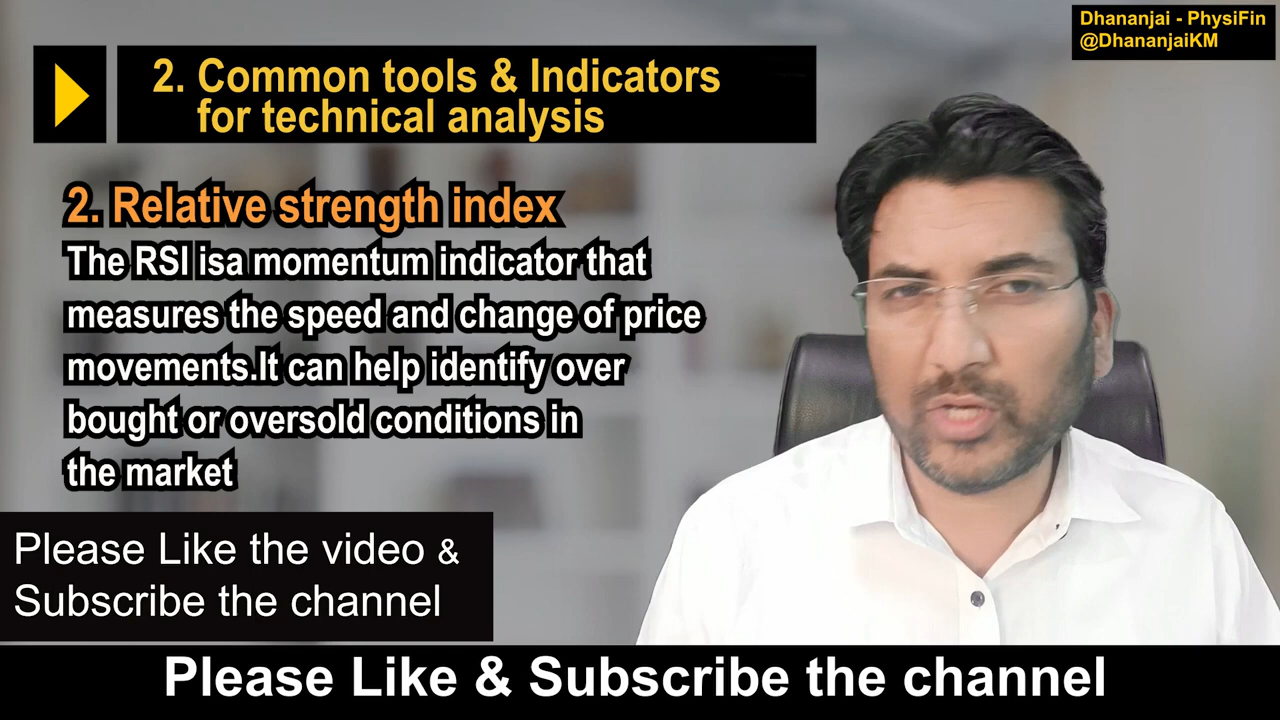 Dhananjai - PhysiFin
@DhananjaiKM
2. Common tools & Indicators
for technical analysis
2. Relative strength index
The RSI isa momentum indicator that
measures the speed and change of price
movements.It can help identify over
bought or oversold conditions in
the market
Please Like the video &
Subscribe the channel
Please Like & Subscribe the channel